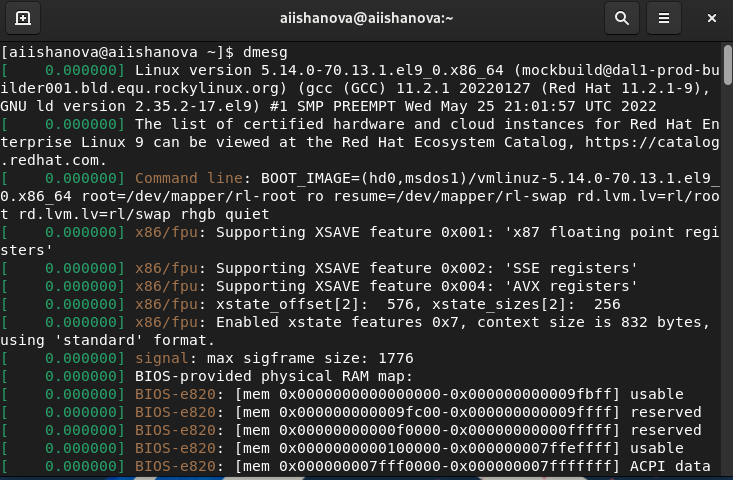 aiishanova@aiishanova:~
[aiishanova@aiishanova ~]$ dmesg
[    0.000000] Linux version 5.14.0-70.13.1.el9_0.x86_64 (mockbuild@dal1-prod-bu
ilder001.bld.equ.rockylinux.org) (gcc (GCC) 11.2.1 20220127 (Red Hat 11.2.1-9),
GNU ld version 2.35.2-17.el9) #1 SMP PREEMPT Wed May 25 21:01:57 UTC 2022
[    0.000000] The list of certified hardware and cloud instances for Red Hat En
terprise Linux 9 can be viewed at the Red Hat Ecosystem Catalog, https://catalog
.redhat.com.
[    0.000000] Command line: BOOT_IMAGE=(hd0,msdos1)/vmlinuz-5.14.0-70.13.1.el9_
0.x86_64 root=/dev/mapper/rl-root ro resume=/dev/mapper/rl-swap rd.lvm.lv=rl/roo
t rd.lvm.lv=rl/swap rhgb quiet
[    0.000000] x86/fpu: Supporting XSAVE feature 0x001: 'x87 floating point regi
sters'
[    0.000000] x86/fpu: Supporting XSAVE feature 0x002: 'SSE registers'
[    0.000000] x86/fpu: Supporting XSAVE feature 0x004: 'AVX registers'
[    0.000000] x86/fpu: xstate_offset[2]:  576, xstate_sizes[2]:  256
[    0.000000] x86/fpu: Enabled xstate features 0x7, context size is 832 bytes,
using 'standard' format.
[    0.000000] signal: max sigframe size: 1776
[    0.000000] BIOS-provided physical RAM map:
[    0.000000] BIOS-e820: [mem 0x0000000000000000-0x000000000009fbff] usable
[    0.000000] BIOS-e820: [mem 0x000000000009fc00-0x000000000009ffff] reserved
[    0.000000] BIOS-e820: [mem 0x00000000000f0000-0x00000000000fffff] reserved
[    0.000000] BIOS-e820: [mem 0x0000000000100000-0x000000007ffeffff] usable
[    0.000000] BIOS-e820: [mem 0x000000007fff0000-0x000000007fffffff] ACPI data